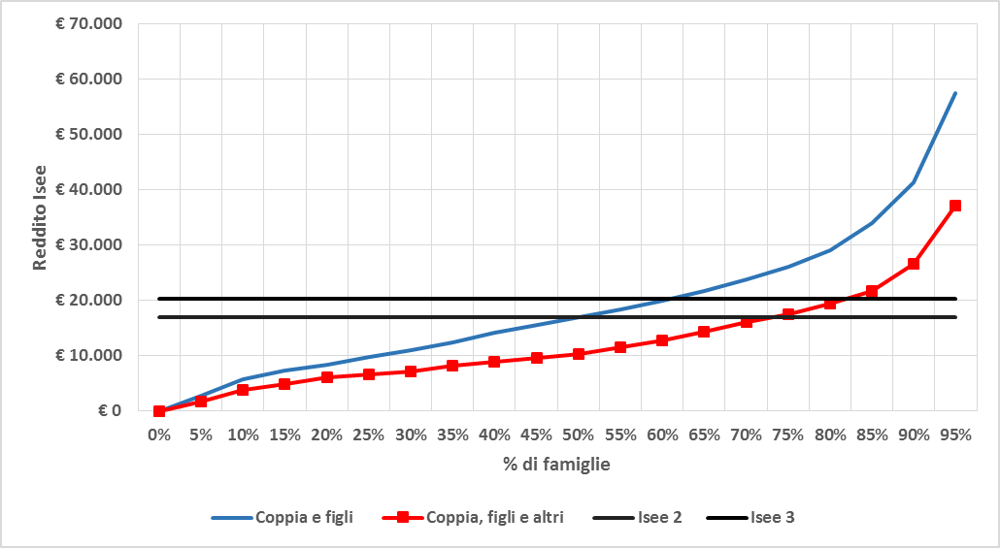 € 70.000
€ 60.000
€ 50.000
€ 40.000
€ 30.000
€ 20.000
€ 10.000
€ 0
Reddito Isee
0% 5% 10% 15% 20% 25% 30% 35% 40% 45% 50% 55% 60% 65% 70% 75% 80% 85% 90% 95%
% di famiglie
Coppia e figli Coppia, figli e altri Isee 2 Isee 3